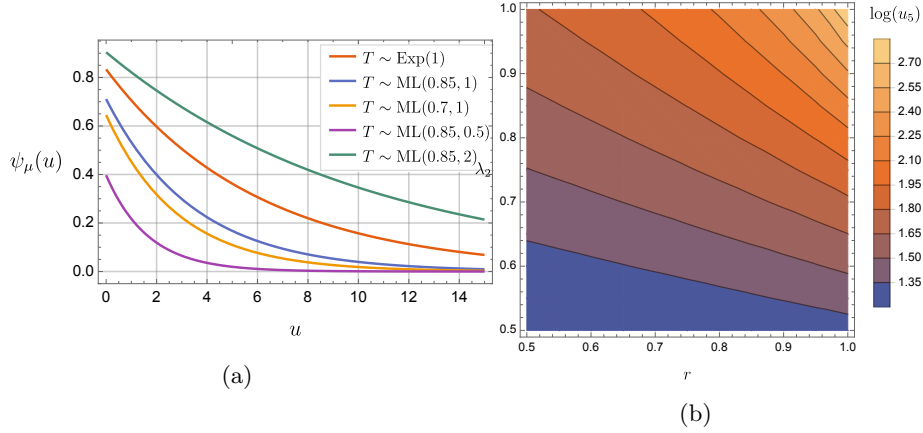 ψ_μ(u)
0.8
0.6
0.4
0.2
0.0
0 2 4 6 8 10 12 14
u
T ∼ Exp(1)
T ∼ ML(0.85, 1)
T ∼ ML(0.7, 1)
T ∼ ML(0.85, 0.5)
T ∼ ML(0.85, 2)
(a)
λ₂
1.0
0.9
0.8
0.7
0.6
0.5
0.5 0.6 0.7 0.8 0.9 1.0
r
log(u₅)
2.70
2.55
2.40
2.25
2.10
1.95
1.80
1.65
1.50
1.35
(b)